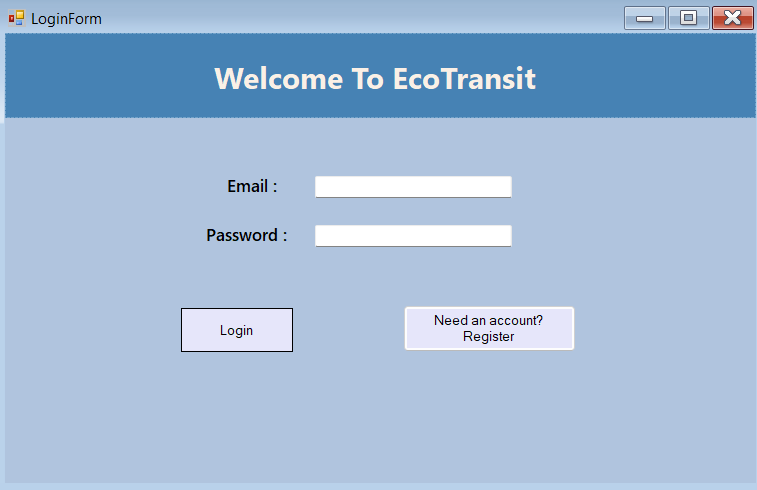 LoginForm
Welcome To EcoTransit
Email :
Password :
Login
Need an account?
Register